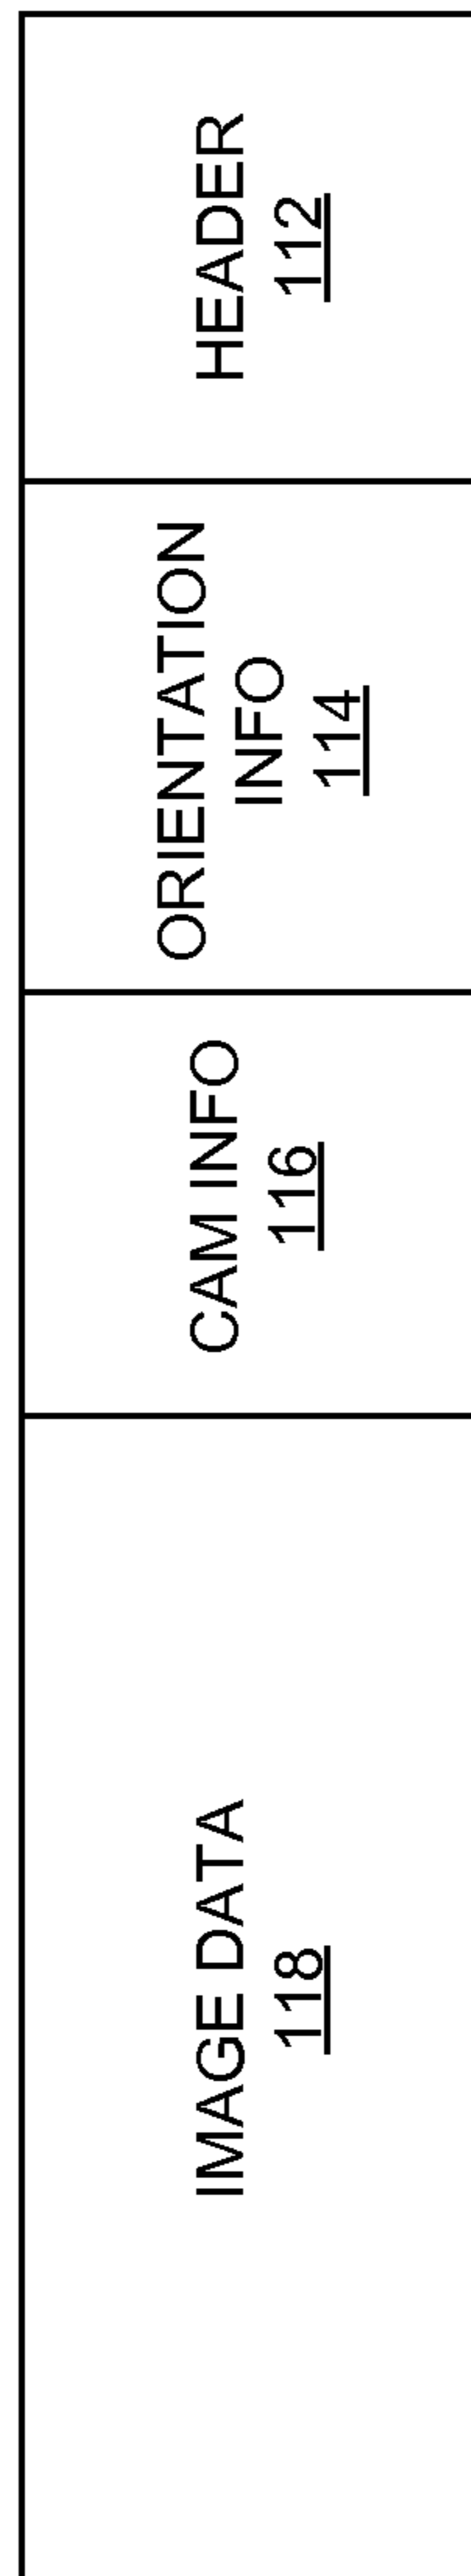 IMAGE DATA
118
CAM INFO
116
ORIENTATION
INFO
114
HEADER
112